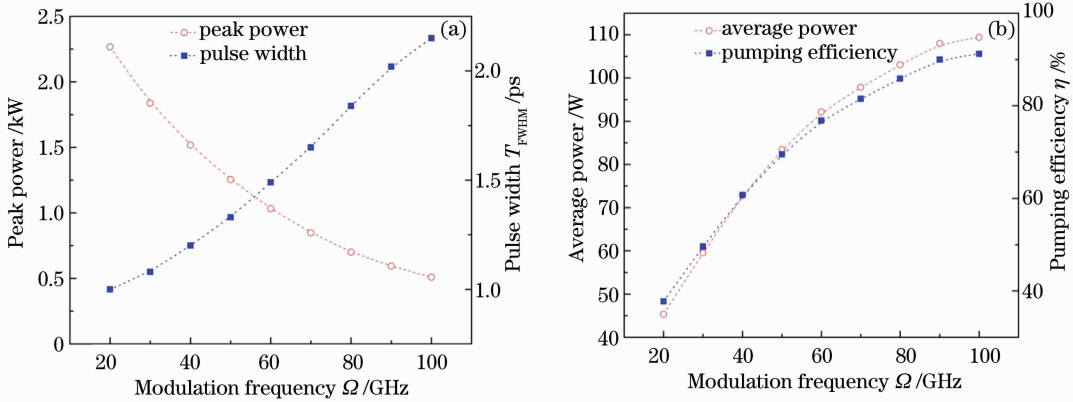 2.5
2.0
1.5
1.0
0.5
0
peak power
pulse width
(a)
2.0
1.5
1.0
Peak power /kW
Pulse width T_FWHM /ps
20 40 60 80 100
Modulation frequency Ω /GHz
110
100
90
80
70
60
50
40
average power
pumping efficiency
(b)
100
80
60
40
Average power /W
Pumping efficiency η /%
20 40 60 80 100
Modulation frequency Ω /GHz